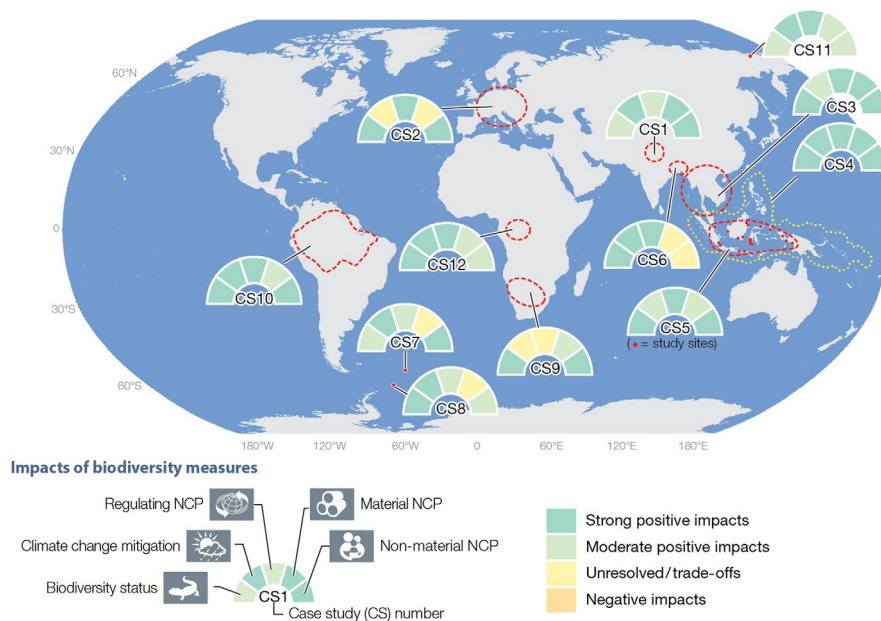 CS11
60°N
CS3
CS2
CS1
CS4
30°N
0
CS12
CS6
CS10
CS5
30°S
(• = study sites)
CS7
CS9
60°S
CS8
180°W
120°W
60°W
0
60°E
120°E
180°E
Impacts of biodiversity measures
Regulating NCP
Material NCP
Climate change mitigation
Non-material NCP
Biodiversity status
CS1
Case study (CS) number
Strong positive impacts
Moderate positive impacts
Unresolved/trade-offs
Negative impacts